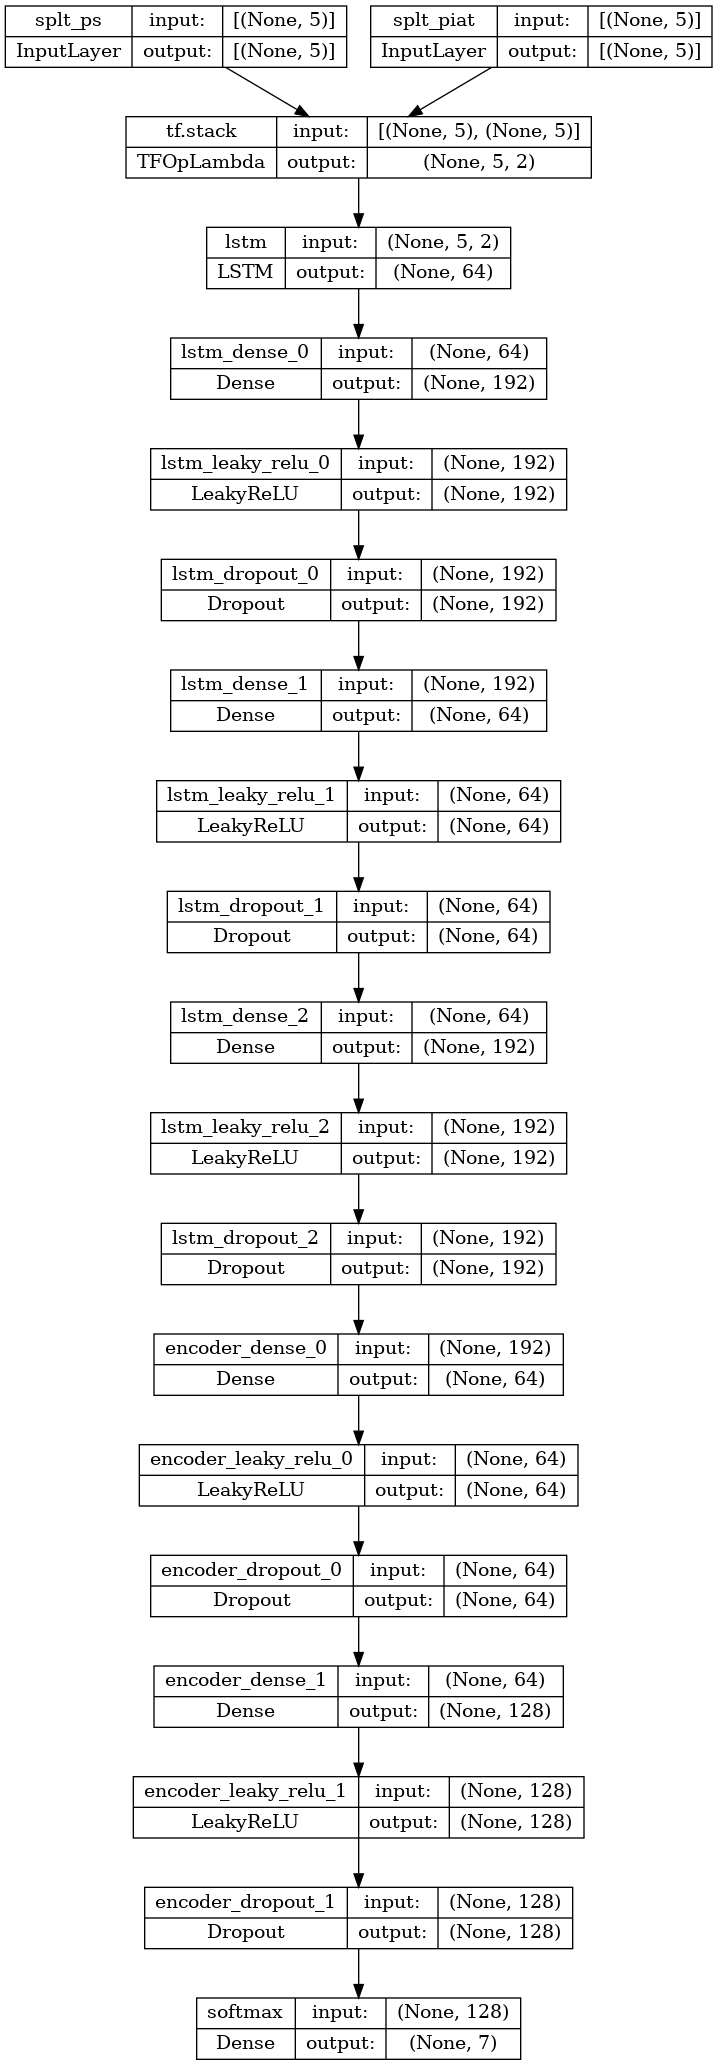 splt_ps input: [(None, 5)]
InputLayer output: [(None, 5)]
splt_piat input: [(None, 5)]
InputLayer output: [(None, 5)]
tf.stack input: [(None, 5), (None, 5)]
TFOpLambda output: (None, 5, 2)
lstm input: (None, 5, 2)
LSTM output: (None, 64)
lstm_dense_0 input: (None, 64)
Dense output: (None, 192)
lstm_leaky_relu_0 input: (None, 192)
LeakyReLU output: (None, 192)
lstm_dropout_0 input: (None, 192)
Dropout output: (None, 192)
lstm_dense_1 input: (None, 192)
Dense output: (None, 64)
lstm_leaky_relu_1 input: (None, 64)
LeakyReLU output: (None, 64)
lstm_dropout_1 input: (None, 64)
Dropout output: (None, 64)
lstm_dense_2 input: (None, 64)
Dense output: (None, 192)
lstm_leaky_relu_2 input: (None, 192)
LeakyReLU output: (None, 192)
lstm_dropout_2 input: (None, 192)
Dropout output: (None, 192)
encoder_dense_0 input: (None, 192)
Dense output: (None, 64)
encoder_leaky_relu_0 input: (None, 64)
LeakyReLU output: (None, 64)
encoder_dropout_0 input: (None, 64)
Dropout output: (None, 64)
encoder_dense_1 input: (None, 64)
Dense output: (None, 128)
encoder_leaky_relu_1 input: (None, 128)
LeakyReLU output: (None, 128)
encoder_dropout_1 input: (None, 128)
Dropout output: (None, 128)
softmax input: (None, 128)
Dense output: (None, 7)